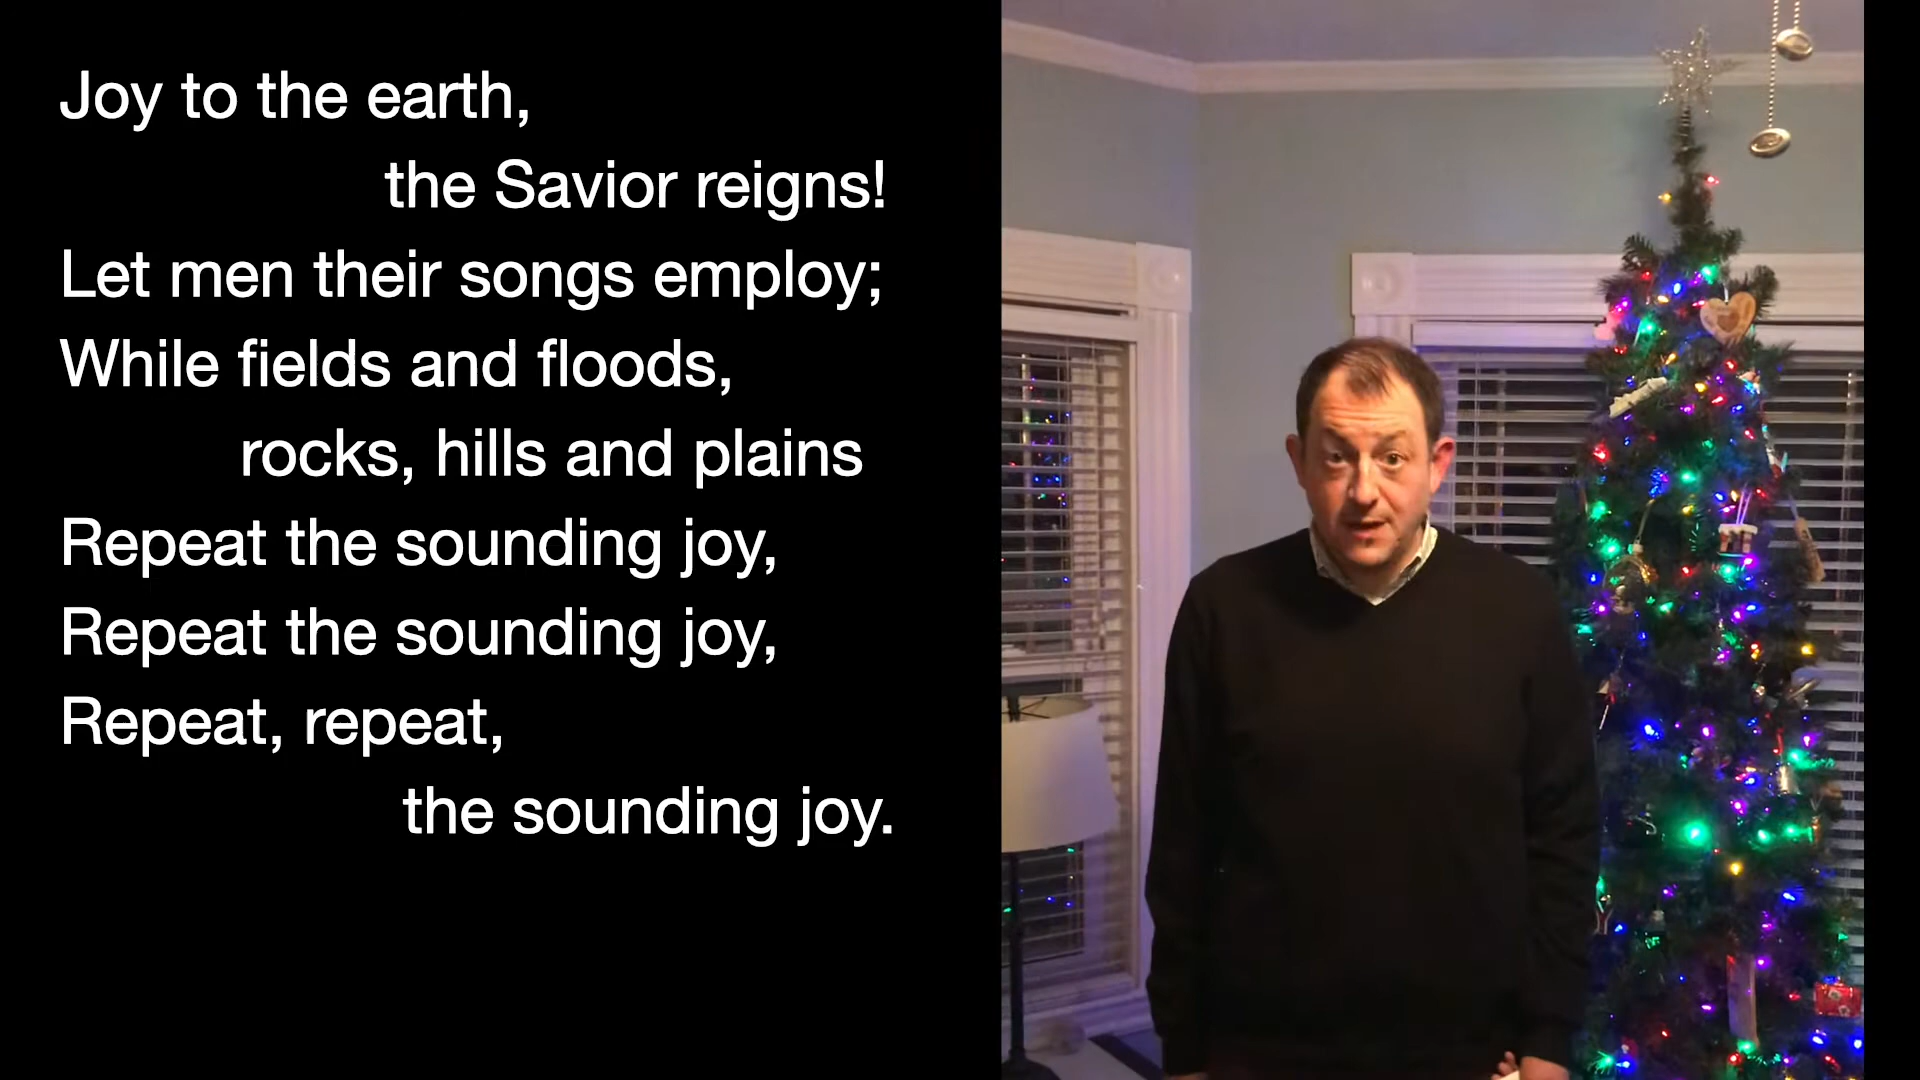 Joy to the earth,
the Savior reigns!
Let men their songs employ;
While fields and floods,
rocks, hills and plains
Repeat the sounding joy,
Repeat the sounding joy,
Repeat, repeat,
the sounding joy.